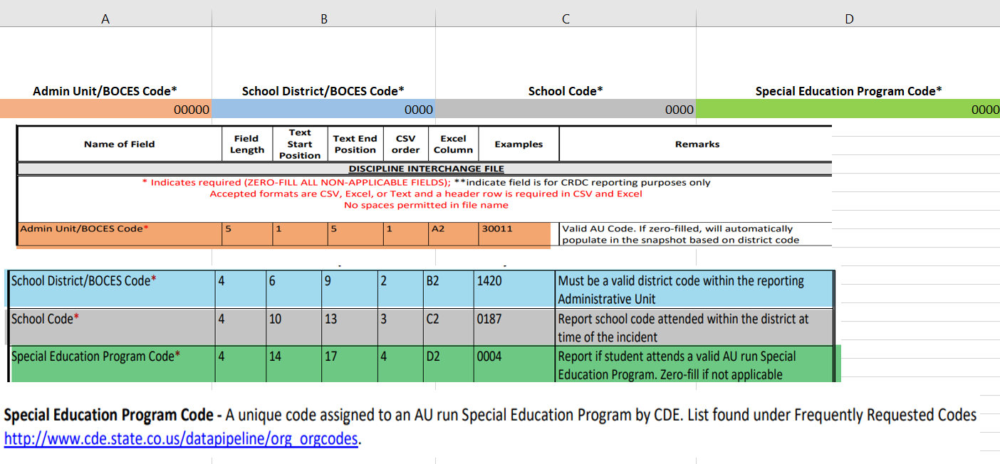 A B C D
Admin Unit/BOCES Code* School District/BOCES Code* School Code* Special Education Program Code*
00000 0000 0000 0000
Name of Field Field Length Text Start Position Text End Position CSV order Excel Column Examples Remarks
DISCIPLINE INTERCHANGE FILE
* Indicates required (ZERO-FILL ALL NON-APPLICABLE FIELDS); **indicate field is for CRDC reporting purposes only
Accepted formats are CSV, Excel, or Text and a header row is required in CSV and Excel
No spaces permitted in file name
Admin Unit/BOCES Code* 5 1 5 1 A2 30011 Valid AU Code. If zero-filled, will automatically
populate in the snapshot based on district code
School District/BOCES Code* 4 6 9 2 B2 1420 Must be a valid district code within the reporting
Administrative Unit
School Code* 4 10 13 3 C2 0187 Report school code attended within the district at
time of the incident
Special Education Program Code* 4 14 17 4 D2 0004 Report if student attends a valid AU run Special
Education Program. Zero-fill if not applicable
Special Education Program Code - A unique code assigned to an AU run Special Education Program by CDE. List found under Frequently Requested Codes
http://www.cde.state.co.us/datapipeline/org_orgcodes.